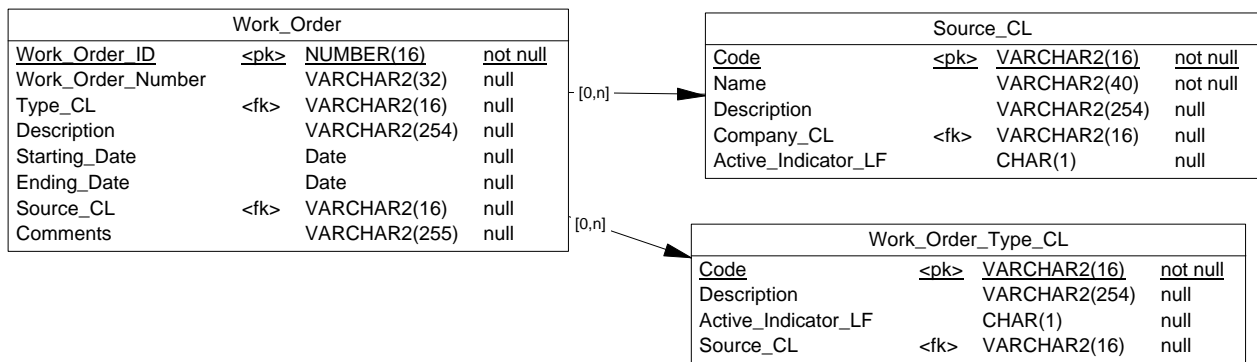 Work_Order
Work_Order_ID <pk> NUMBER(16) not null
Work_Order_Number VARCHAR2(32) null
Type_CL <fk> VARCHAR2(16) null
Description VARCHAR2(254) null
Starting_Date Date null
Ending_Date Date null
Source_CL <fk> VARCHAR2(16) null
Comments VARCHAR2(255) null
[0,n]
[0,n]
Source_CL
Code <pk> VARCHAR2(16) not null
Name VARCHAR2(40) not null
Description VARCHAR2(254) null
Company_CL <fk> VARCHAR2(16) null
Active_Indicator_LF CHAR(1) null
Work_Order_Type_CL
Code <pk> VARCHAR2(16) not null
Description VARCHAR2(254) null
Active_Indicator_LF CHAR(1) null
Source_CL <fk> VARCHAR2(16) null